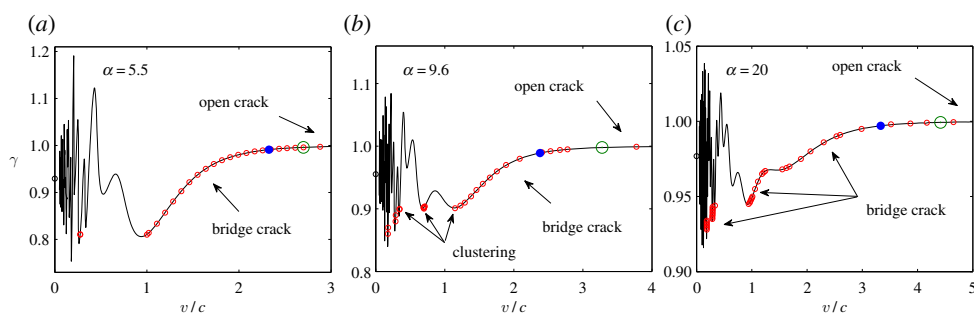 (a)
γ
1.2
1.1
1.0
0.9
0.8
α = 5.5
open crack
bridge crack
0 1 2 3
v/c
(b)
1.2
1.1
1.0
0.9
0.8
α = 9.6
open crack
bridge crack
clustering
0 1 2 3 4
v/c
(c)
1.05
1.00
0.95
0.90
α = 20
open crack
bridge crack
0 1 2 3 4 5
v/c